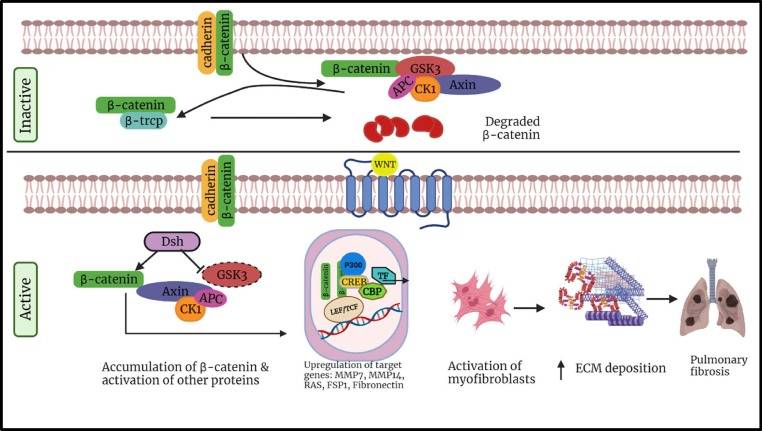 cadherin
β-catenin
Inactive
β-catenin
GSK3
APC
CK1
Axin
β-catenin
β-trcp
Degraded
β-catenin
cadherin
β-catenin
WNT
Active
Dsh
β-catenin
GSK3
Axin
APC
CK1
P300
β-catenin
CREB
CBP
TF
LEF/TCF
Accumulation of β-catenin &
activation of other proteins
Upregulation of target
genes: MMP7, MMP14,
RAS, FSP1, Fibronectin
Activation of
myofibroblasts
ECM deposition
Pulmonary
fibrosis